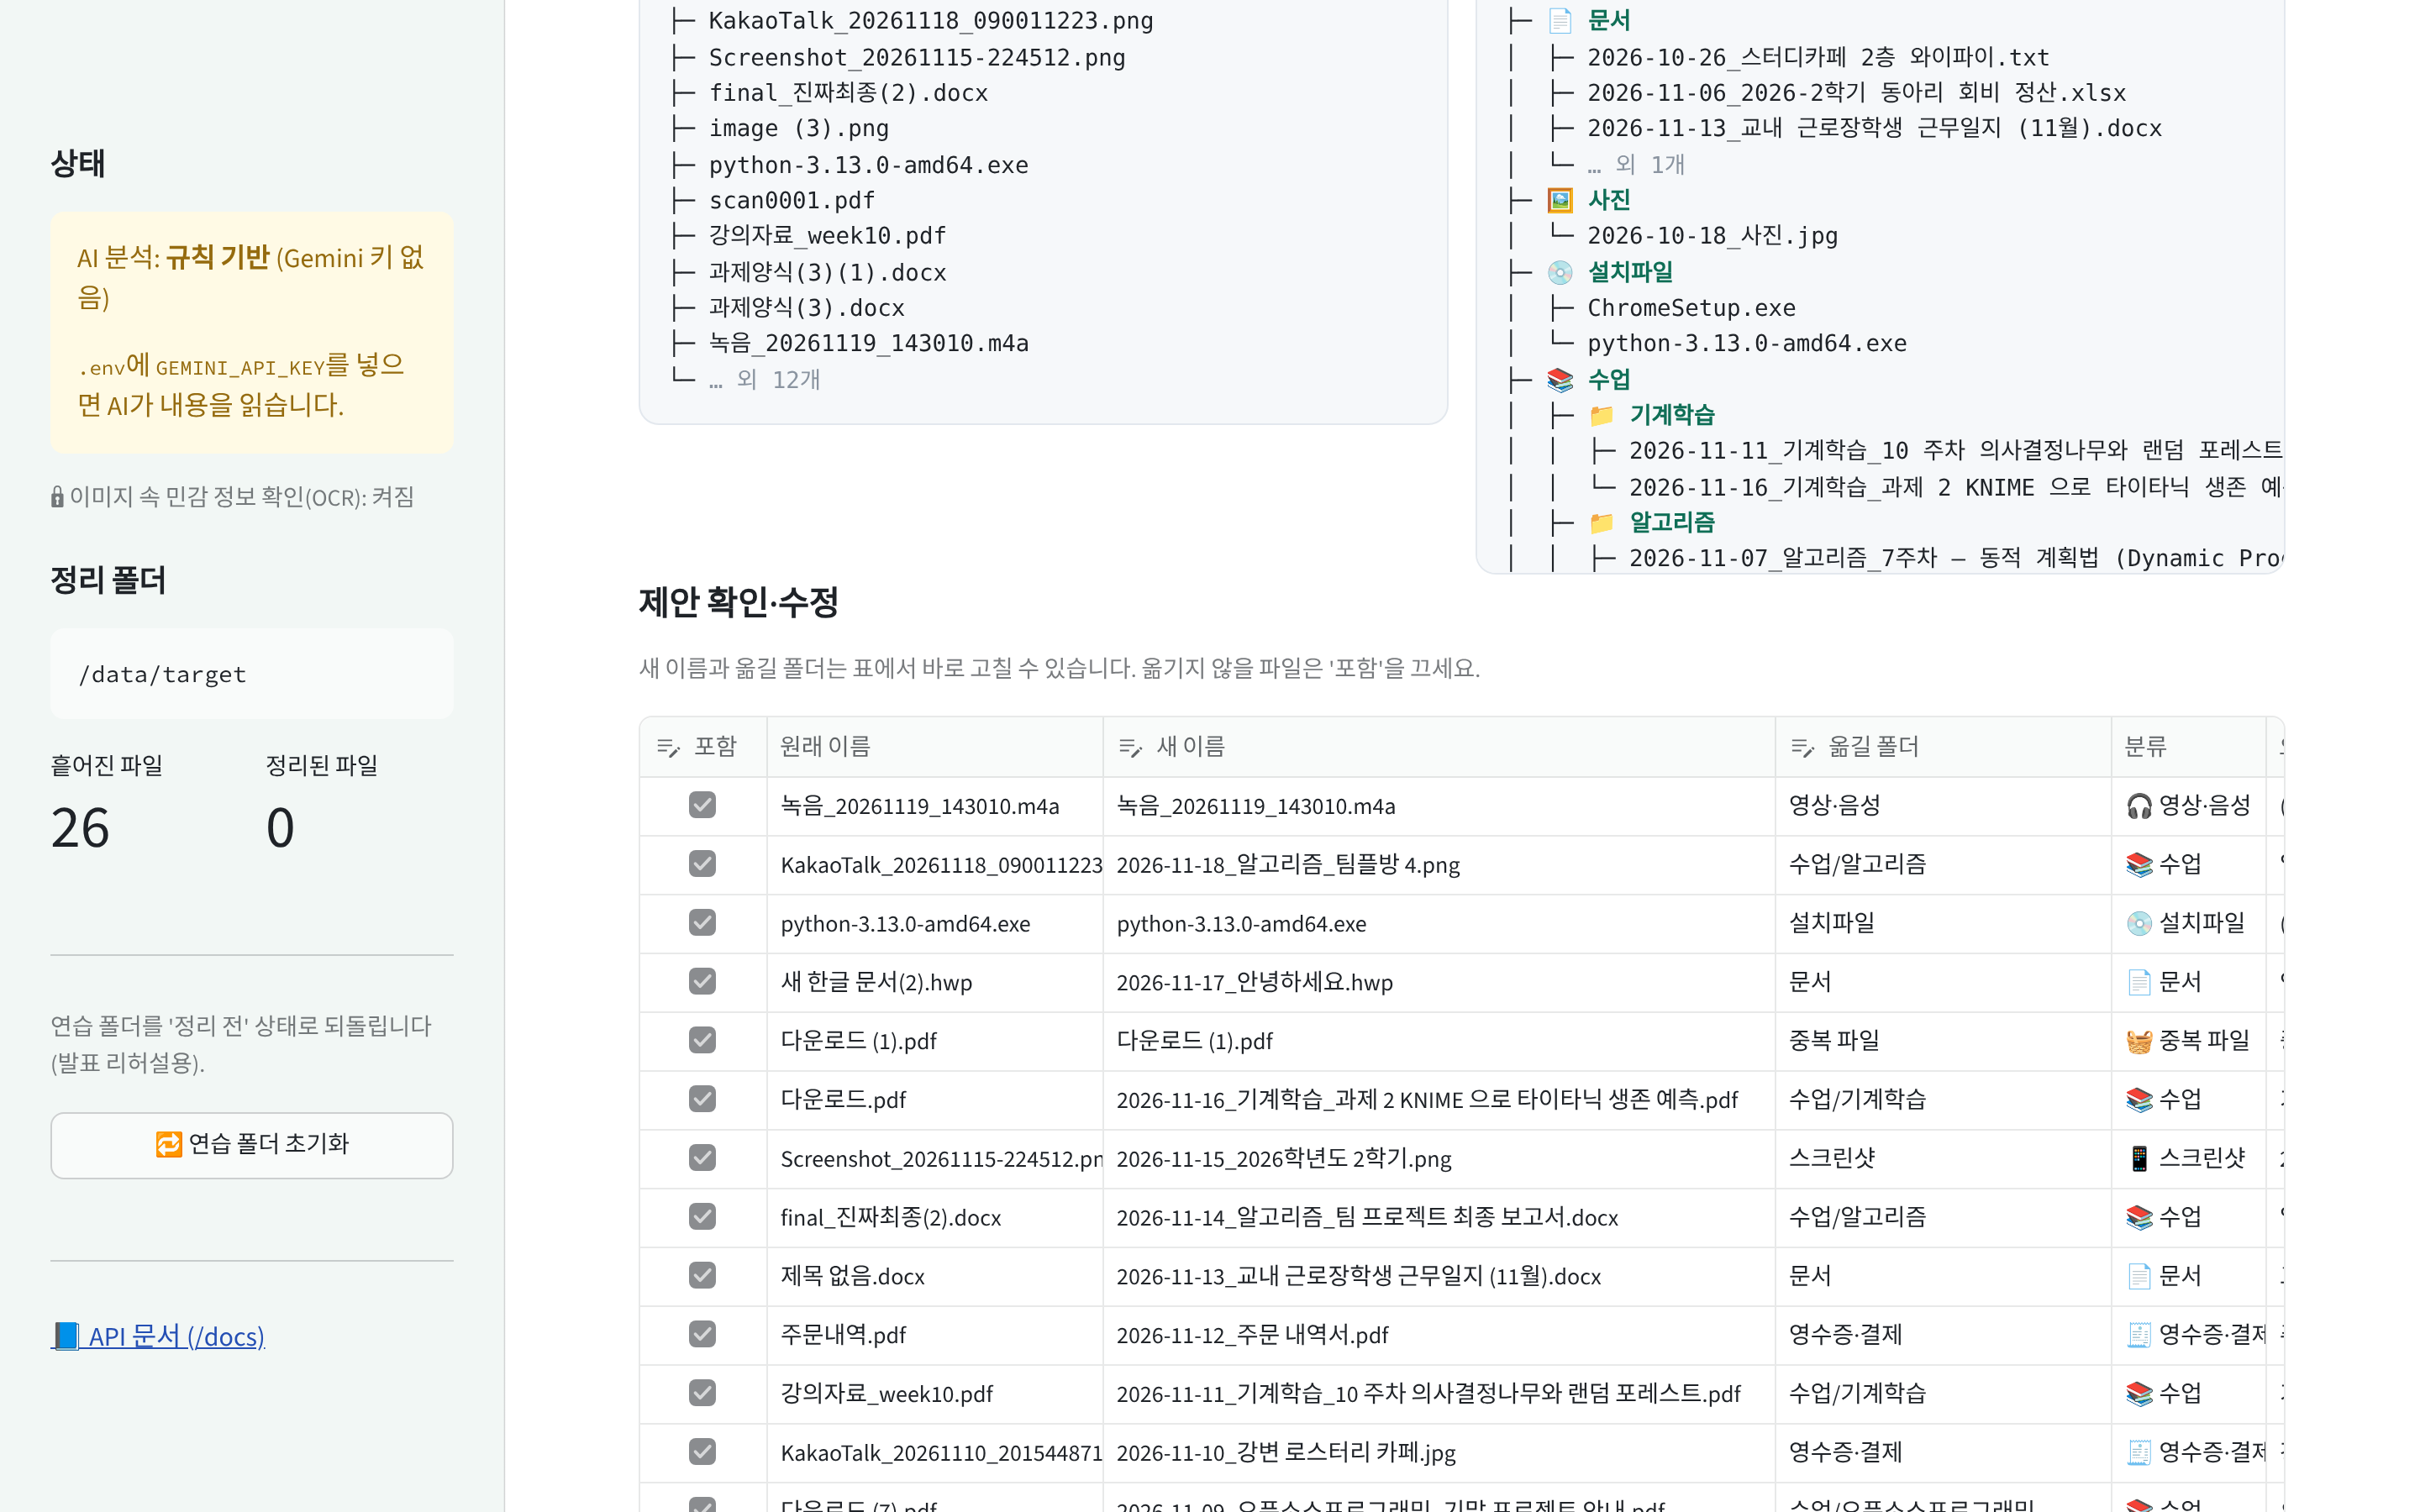 상태
AI 분석: 규칙 기반 (Gemini 키 없
음)
.env에 GEMINI_API_KEY를 넣으
면 AI가 내용을 읽습니다.
이미지 속 민감 정보 확인(OCR): 켜짐
정리 폴더
/data/target
흩어진 파일 정리된 파일
26 0
연습 폴더를 '정리 전' 상태로 되돌립니다
(발표 리허설용).
연습 폴더 초기화
API 문서 (/docs)
KakaoTalk_20261118_090011223.png
Screenshot_20261115-224512.png
final_진짜최종(2).docx
image (3).png
python-3.13.0-amd64.exe
scan0001.pdf
강의자료_week10.pdf
과제양식(3)(1).docx
과제양식(3).docx
녹음_20261119_143010.m4a
… 외 12개
문서
2026-10-26_스터디카페 2층 와이파이.txt
2026-11-06_2026-2학기 동아리 회비 정산.xlsx
2026-11-13_교내 근로장학생 근무일지 (11월).docx
… 외 1개
사진
2026-10-18_사진.jpg
설치파일
ChromeSetup.exe
python-3.13.0-amd64.exe
수업
기계학습
2026-11-11_기계학습_10 주차 의사결정나무와 랜덤 포레스트
2026-11-16_기계학습_과제 2 KNIME 으로 타이타닉 생존 예
알고리즘
2026-11-07_알고리즘_7주차 — 동적 계획법 (Dynamic Pro
제안 확인·수정
새 이름과 옮길 폴더는 표에서 바로 고칠 수 있습니다. 옮기지 않을 파일은 '포함'을 끄세요.
포함 원래 이름 새 이름 옮길 폴더 분류
녹음_20261119_143010.m4a 녹음_20261119_143010.m4a 영상·음성 영상·음성
KakaoTalk_20261118_090011223 2026-11-18_알고리즘_팀플방 4.png 수업/알고리즘 수업
python-3.13.0-amd64.exe python-3.13.0-amd64.exe 설치파일 설치파일
새 한글 문서(2).hwp 2026-11-17_안녕하세요.hwp 문서 문서
다운로드 (1).pdf 다운로드 (1).pdf 중복 파일 중복 파일
다운로드.pdf 2026-11-16_기계학습_과제 2 KNIME 으로 타이타닉 생존 예측.pdf 수업/기계학습 수업
Screenshot_20261115-224512.pn 2026-11-15_2026학년도 2학기.png 스크린샷 스크린샷
final_진짜최종(2).docx 2026-11-14_알고리즘_팀 프로젝트 최종 보고서.docx 수업/알고리즘 수업
제목 없음.docx 2026-11-13_교내 근로장학생 근무일지 (11월).docx 문서 문서
주문내역.pdf 2026-11-12_주문 내역서.pdf 영수증·결제 영수증·결제
강의자료_week10.pdf 2026-11-11_기계학습_10 주차 의사결정나무와 랜덤 포레스트.pdf 수업/기계학습 수업
KakaoTalk_20261110_201544871 2026-11-10_강변 로스터리 카페.jpg 영수증·결제 영수증·결제